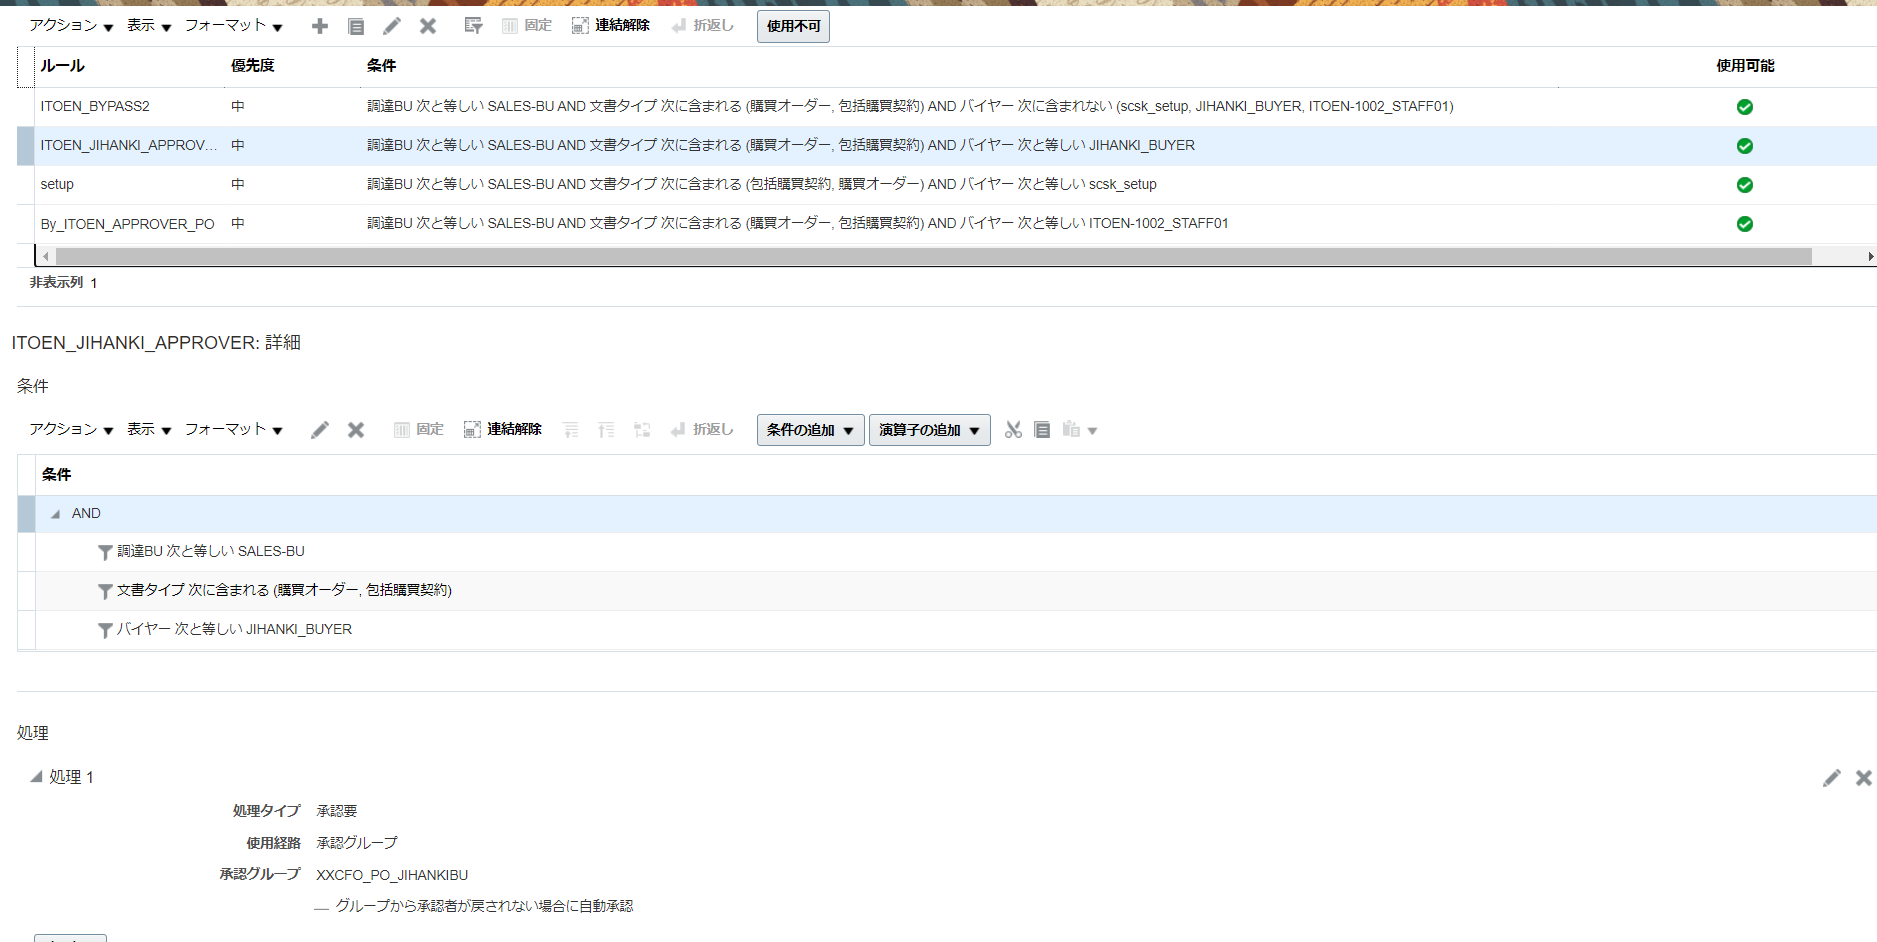 アクション 表示 フォーマット 固定 連結解除 折返し 使用不可
ルール 優先度 条件 使用可能
ITOEN_BYPASS2 中 調達BU 次と等しい SALES-BU AND 文書タイプ 次に含まれる (購買オーダー, 包括購買契約) AND バイヤー 次に含まれない (scsk_setup, JIHANKI_BUYER, ITOEN-1002_STAFF01)
ITOEN_JIHANKI_APPROV... 中 調達BU 次と等しい SALES-BU AND 文書タイプ 次に含まれる (購買オーダー, 包括購買契約) AND バイヤー 次と等しい JIHANKI_BUYER
setup 中 調達BU 次と等しい SALES-BU AND 文書タイプ 次に含まれる (包括購買契約, 購買オーダー) AND バイヤー 次と等しい scsk_setup
By_ITOEN_APPROVER_PO 中 調達BU 次と等しい SALES-BU AND 文書タイプ 次に含まれる (購買オーダー, 包括購買契約) AND バイヤー 次と等しい ITOEN-1002_STAFF01
非表示列 1
ITOEN_JIHANKI_APPROVER: 詳細
条件
アクション 表示 フォーマット 固定 連結解除 折返し 条件の追加 演算子の追加
条件
AND
調達BU 次と等しい SALES-BU
文書タイプ 次に含まれる (購買オーダー, 包括購買契約)
バイヤー 次と等しい JIHANKI_BUYER
処理
処理 1
処理タイプ 承認要
使用経路 承認グループ
承認グループ XXCFO_PO_JIHANKIBU
— グループから承認者が戻されない場合に自動承認